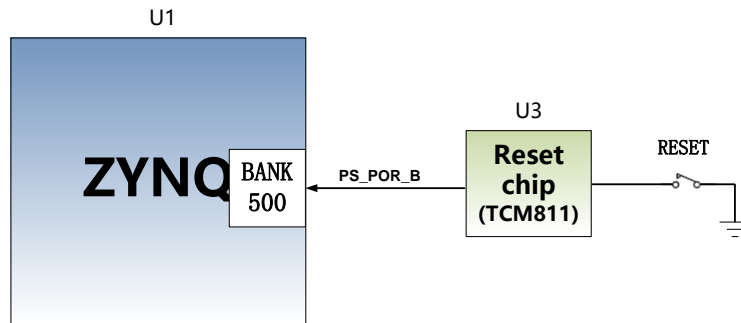 U1
ZYNQ
BANK
500
PS_POR_B
U3
Reset
chip
(TCM811)
RESET